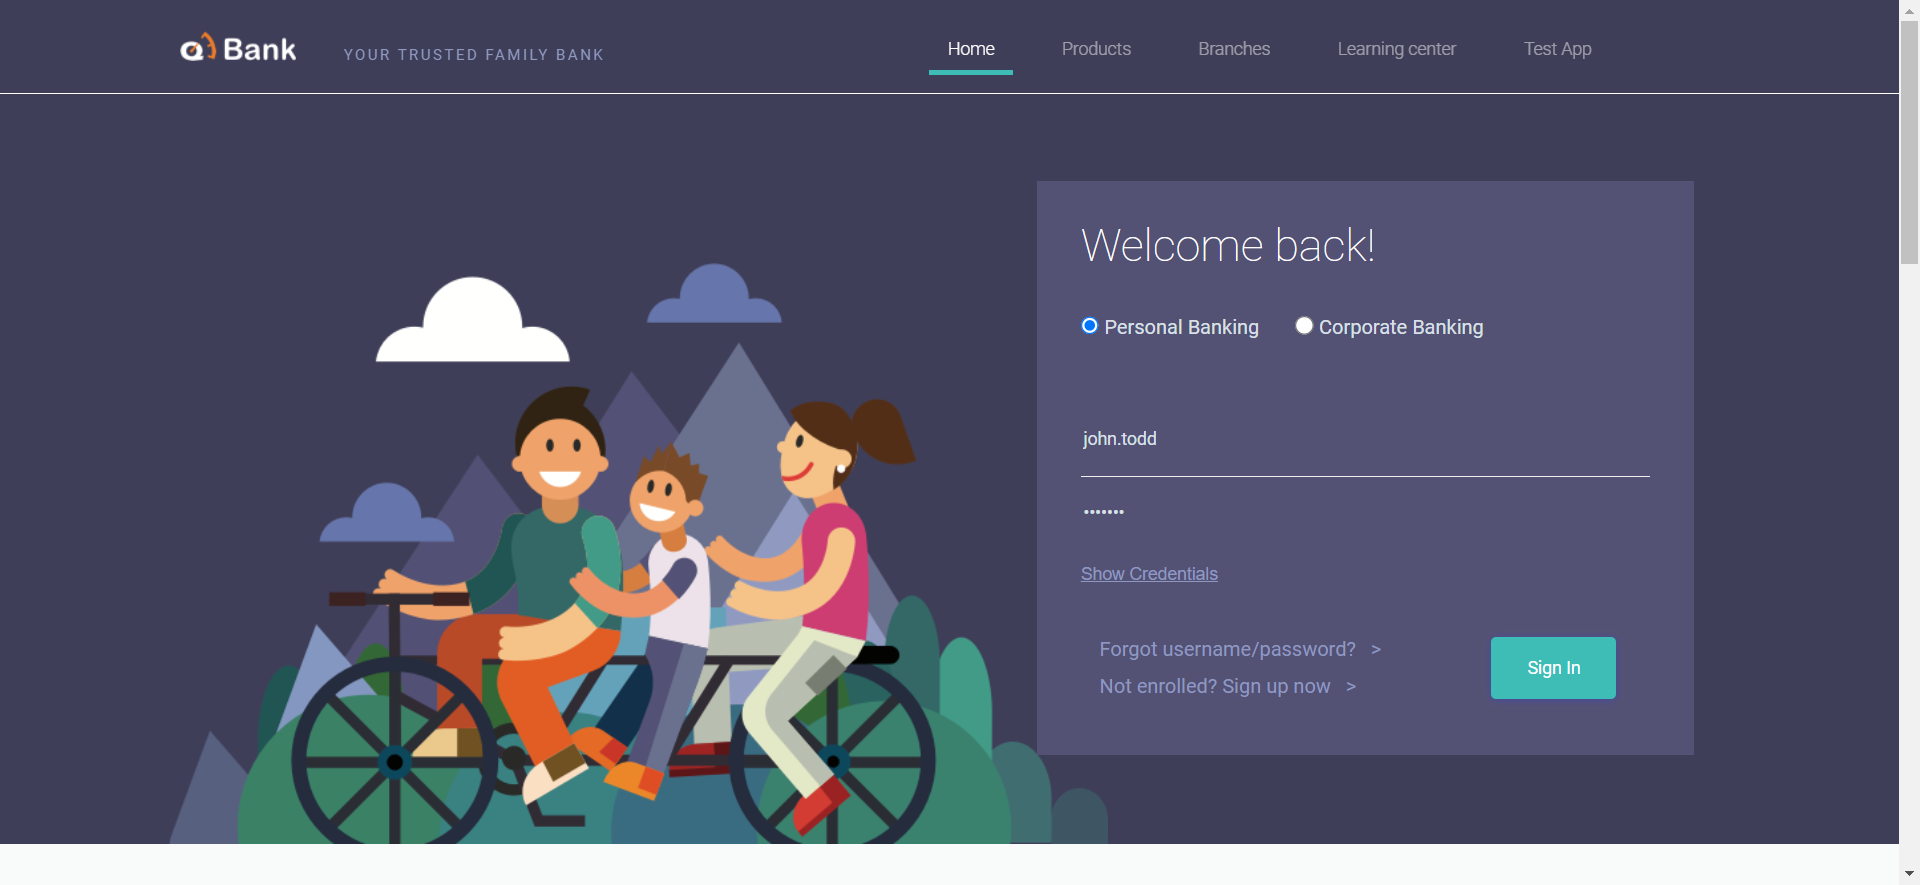 Bank
YOUR TRUSTED FAMILY BANK
Home
Products
Branches
Learning center
Test App
Welcome back!
Personal Banking
Corporate Banking
john.todd
•••••••
Show Credentials
Forgot username/password? >
Not enrolled? Sign up now >
Sign In